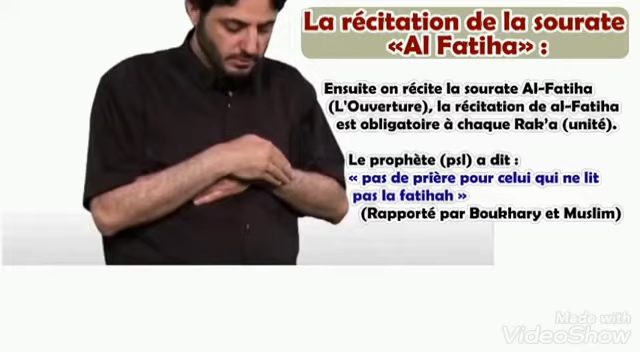 La récitation de la sourate
«Al Fatiha» :
Ensuite on récite la sourate Al-Fatiha
(L'Ouverture), la récitation de al-Fatiha
est obligatoire à chaque Rak'a (unité).
Le prophète (psl) a dit :
« pas de prière pour celui qui ne lit
pas la fatihah »
(Rapporté par Boukhary et Muslim)
Made with
VideoShow